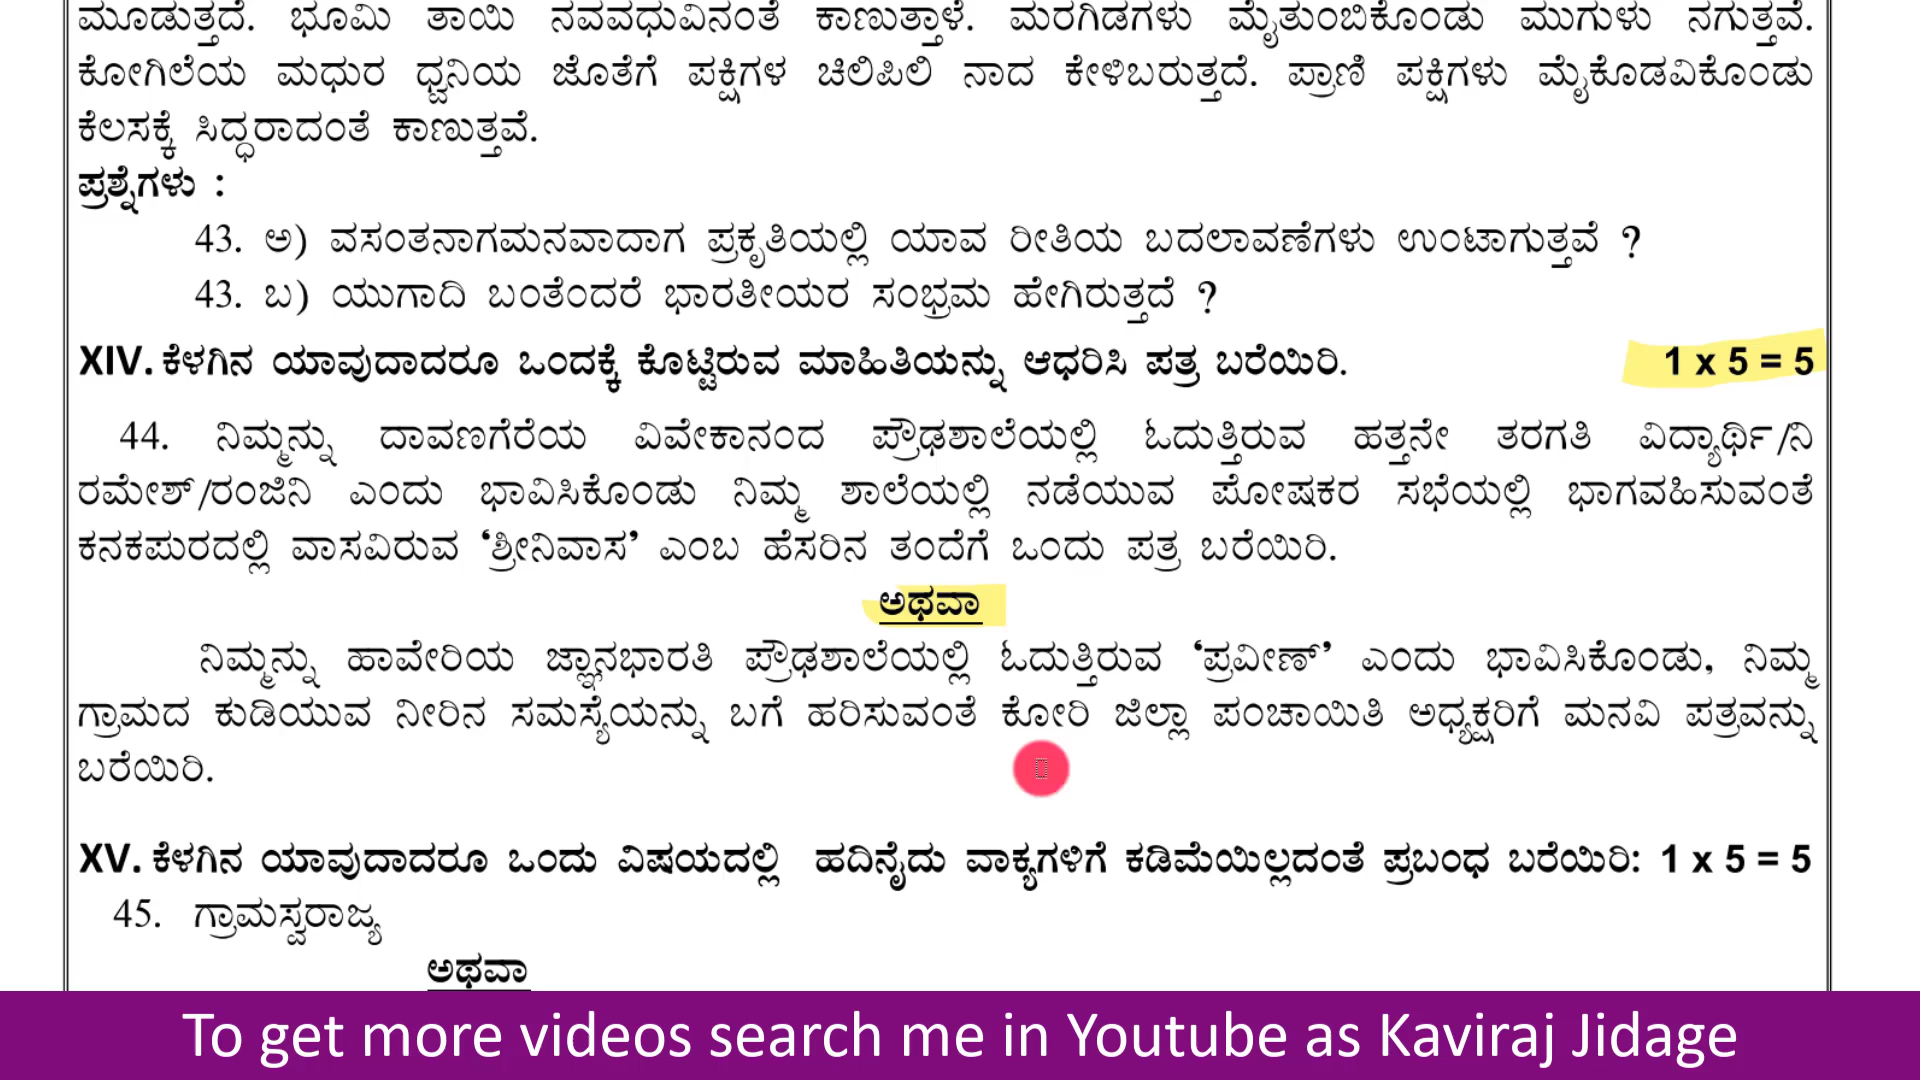 ಮೂಡುತ್ತದೆ. ಭೂಮಿ ತಾಯಿ ನವವಧುವಿನಂತೆ ಕಾಣುತ್ತಾಳೆ. ಮರಗಿಡಗಳು ಮೈತುಂಬಿಕೊಂಡು ಮುಗುಳು ನಗುತ್ತವೆ.
ಕೋಗಿಲೆಯ ಮಧುರ ಧ್ವನಿಯ ಜೊತೆಗೆ ಪಕ್ಷಿಗಳ ಚಿಲಿಪಿಲಿ ನಾದ ಕೇಳಿಬರುತ್ತದೆ. ಪ್ರಾಣಿ ಪಕ್ಷಿಗಳು ಮೈಕೊಡವಿಕೊಂಡು
ಕೆಲಸಕ್ಕೆ ಸಿದ್ಧರಾದಂತೆ ಕಾಣುತ್ತವೆ.
ಪ್ರಶ್ನೆಗಳು :
43. ಅ) ವಸಂತನಾಗಮನವಾದಾಗ ಪ್ರಕೃತಿಯಲ್ಲಿ ಯಾವ ರೀತಿಯ ಬದಲಾವಣೆಗಳು ಉಂಟಾಗುತ್ತವೆ ?
43. ಬ) ಯುಗಾದಿ ಬಂತೆಂದರೆ ಭಾರತೀಯರ ಸಂಭ್ರಮ ಹೇಗಿರುತ್ತದೆ ?
XIV. ಕೆಳಗಿನ ಯಾವುದಾದರೂ ಒಂದಕ್ಕೆ ಕೊಟ್ಟಿರುವ ಮಾಹಿತಿಯನ್ನು ಆಧರಿಸಿ ಪತ್ರ ಬರೆಯಿರಿ. 1 x 5 = 5
44. ನಿಮ್ಮನ್ನು ದಾವಣಗೆರೆಯ ವಿವೇಕಾನಂದ ಪ್ರೌಢಶಾಲೆಯಲ್ಲಿ ಓದುತ್ತಿರುವ ಹತ್ತನೇ ತರಗತಿ ವಿದ್ಯಾರ್ಥಿ/ನಿ
ರಮೇಶ್/ರಂಜಿನಿ ಎಂದು ಭಾವಿಸಿಕೊಂಡು ನಿಮ್ಮ ಶಾಲೆಯಲ್ಲಿ ನಡೆಯುವ ಪೋಷಕರ ಸಭೆಯಲ್ಲಿ ಭಾಗವಹಿಸುವಂತೆ
ಕನಕಪುರದಲ್ಲಿ ವಾಸವಿರುವ ‘ಶ್ರೀನಿವಾಸ’ ಎಂಬ ಹೆಸರಿನ ತಂದೆಗೆ ಒಂದು ಪತ್ರ ಬರೆಯಿರಿ.
ಅಥವಾ
ನಿಮ್ಮನ್ನು ಹಾವೇರಿಯ ಜ್ಞಾನಭಾರತಿ ಪ್ರೌಢಶಾಲೆಯಲ್ಲಿ ಓದುತ್ತಿರುವ ‘ಪ್ರವೀಣ್’ ಎಂದು ಭಾವಿಸಿಕೊಂಡು, ನಿಮ್ಮ
ಗ್ರಾಮದ ಕುಡಿಯುವ ನೀರಿನ ಸಮಸ್ಯೆಯನ್ನು ಬಗೆ ಹರಿಸುವಂತೆ ಕೋರಿ ಜಿಲ್ಲಾ ಪಂಚಾಯಿತಿ ಅಧ್ಯಕ್ಷರಿಗೆ ಮನವಿ ಪತ್ರವನ್ನು
ಬರೆಯಿರಿ.
XV. ಕೆಳಗಿನ ಯಾವುದಾದರೂ ಒಂದು ವಿಷಯದಲ್ಲಿ ಹದಿನೈದು ವಾಕ್ಯಗಳಿಗೆ ಕಡಿಮೆಯಿಲ್ಲದಂತೆ ಪ್ರಬಂಧ ಬರೆಯಿರಿ: 1 x 5 = 5
45. ಗ್ರಾಮಸ್ವರಾಜ್ಯ
ಅಥವಾ
To get more videos search me in Youtube as Kaviraj Jidage